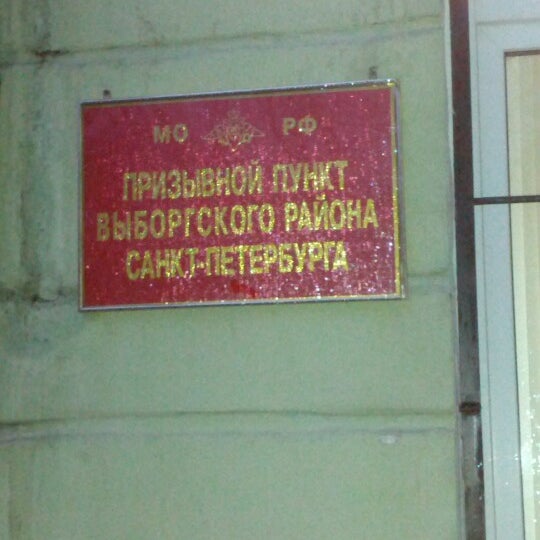 МО РФ
ПРИЗЫВНОЙ ПУНКТ
ВЫБОРГСКОГО РАЙОНА
САНКТ-ПЕТЕРБУРГА